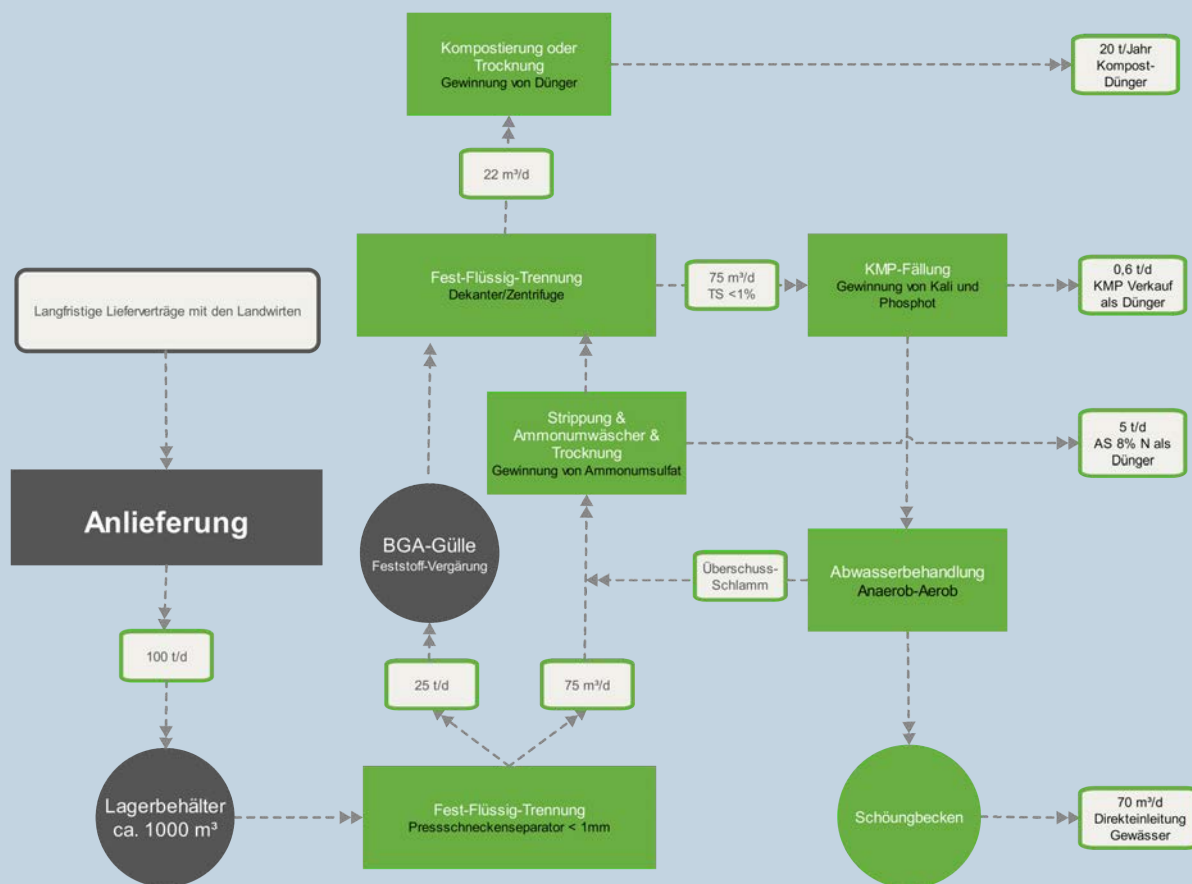 Kompostierung oder
Trocknung
Gewinnung von Dünger
20 t/Jahr
Kompost-
Dünger
22 m³/d
Langfristige Lieferverträge mit den Landwirten
Fest-Flüssig-Trennung
Dekanter/Zentrifuge
75 m³/d
TS <1%
KMP-Fällung
Gewinnung von Kali und
Phosphot
0,6 t/d
KMP Verkauf
als Dünger
Strippung &
Ammonumwäscher &
Trocknung
Gewinnung von Ammonumsulfat
5 t/d
AS 8% N als
Dünger
Anlieferung
BGA-Gülle
Feststoff-Vergärung
Überschuss-
Schlamm
Abwasserbehandlung
Anaerob-Aerob
100 t/d
25 t/d
75 m³/d
Lagerbehälter
ca. 1000 m³
Fest-Flüssig-Trennung
Pressschneckenseparator < 1mm
Schöungbecken
70 m³/d
Direkteinleitung
Gewässer